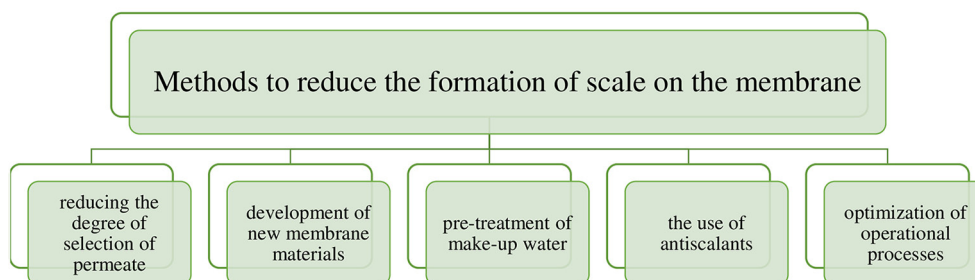 Methods to reduce the formation of scale on the membrane
reducing the
degree of
selection of
permeate
development of
new membrane
materials
pre-treatment of
make-up water
the use of
antiscalants
optimization of
operational
processes